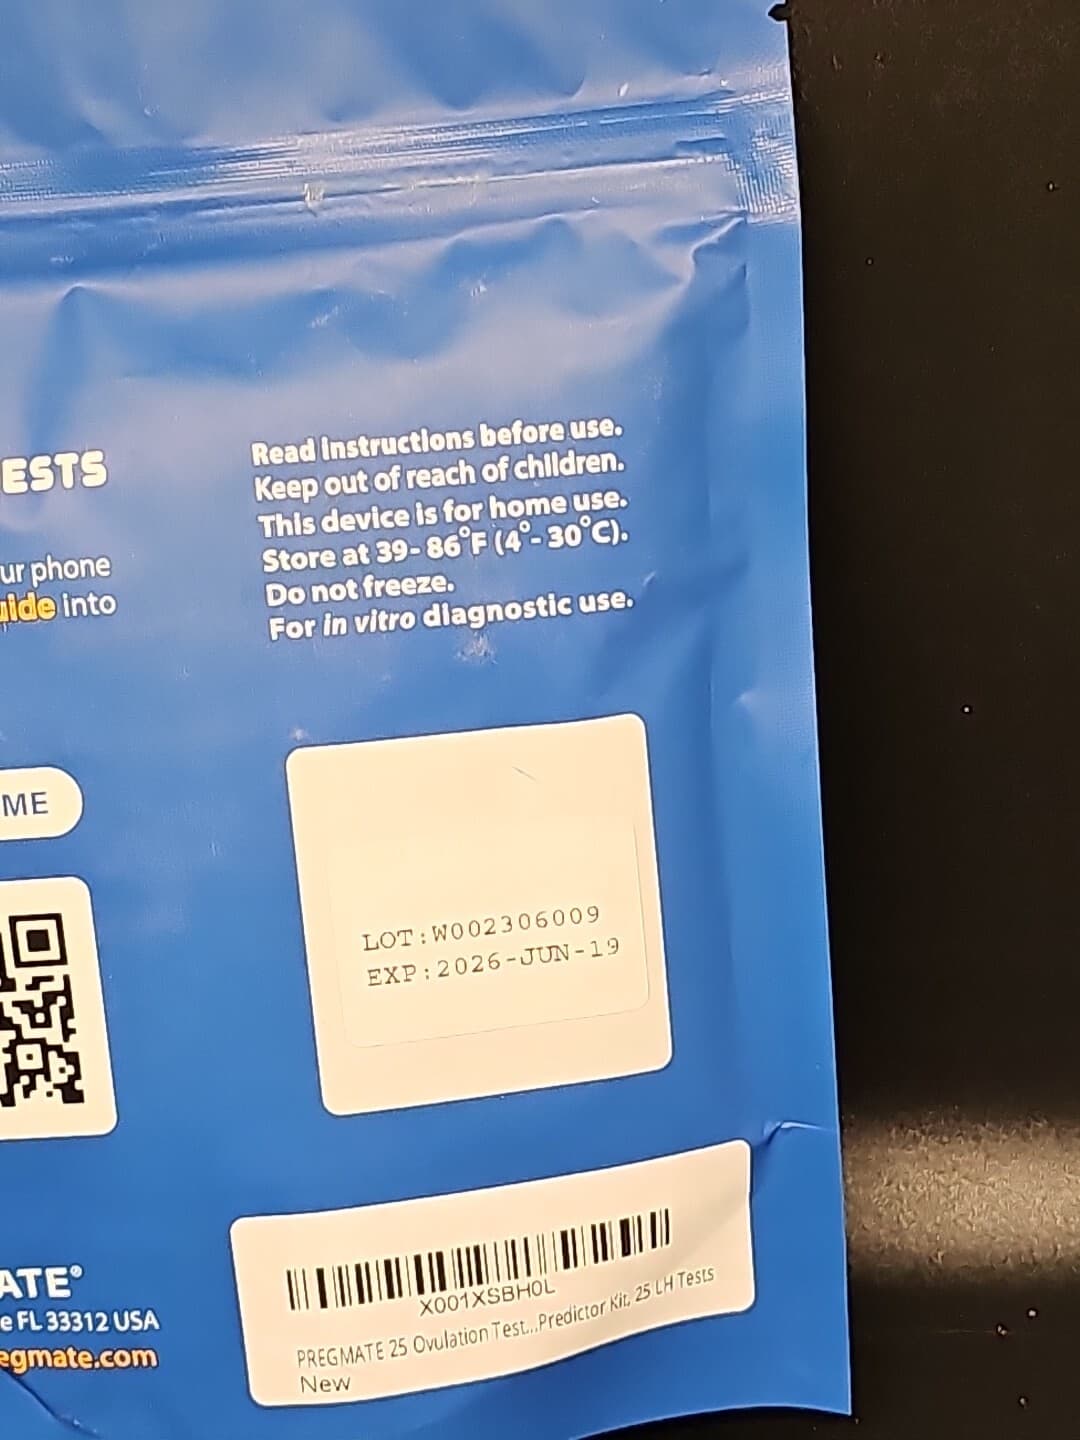 ESTS
ur phone
uide into
ME
ATE®
e FL 33312 USA
egmate.com
Read instructions before use.
Keep out of reach of children.
This device is for home use.
Store at 39-86°F (4°-30°C).
Do not freeze.
For in vitro diagnostic use.
LOT:W002306009
EXP:2026-JUN-19
X001XSBH0L
PREGMATE 25 Ovulation Test...Predictor Kit, 25 LH Tests
New